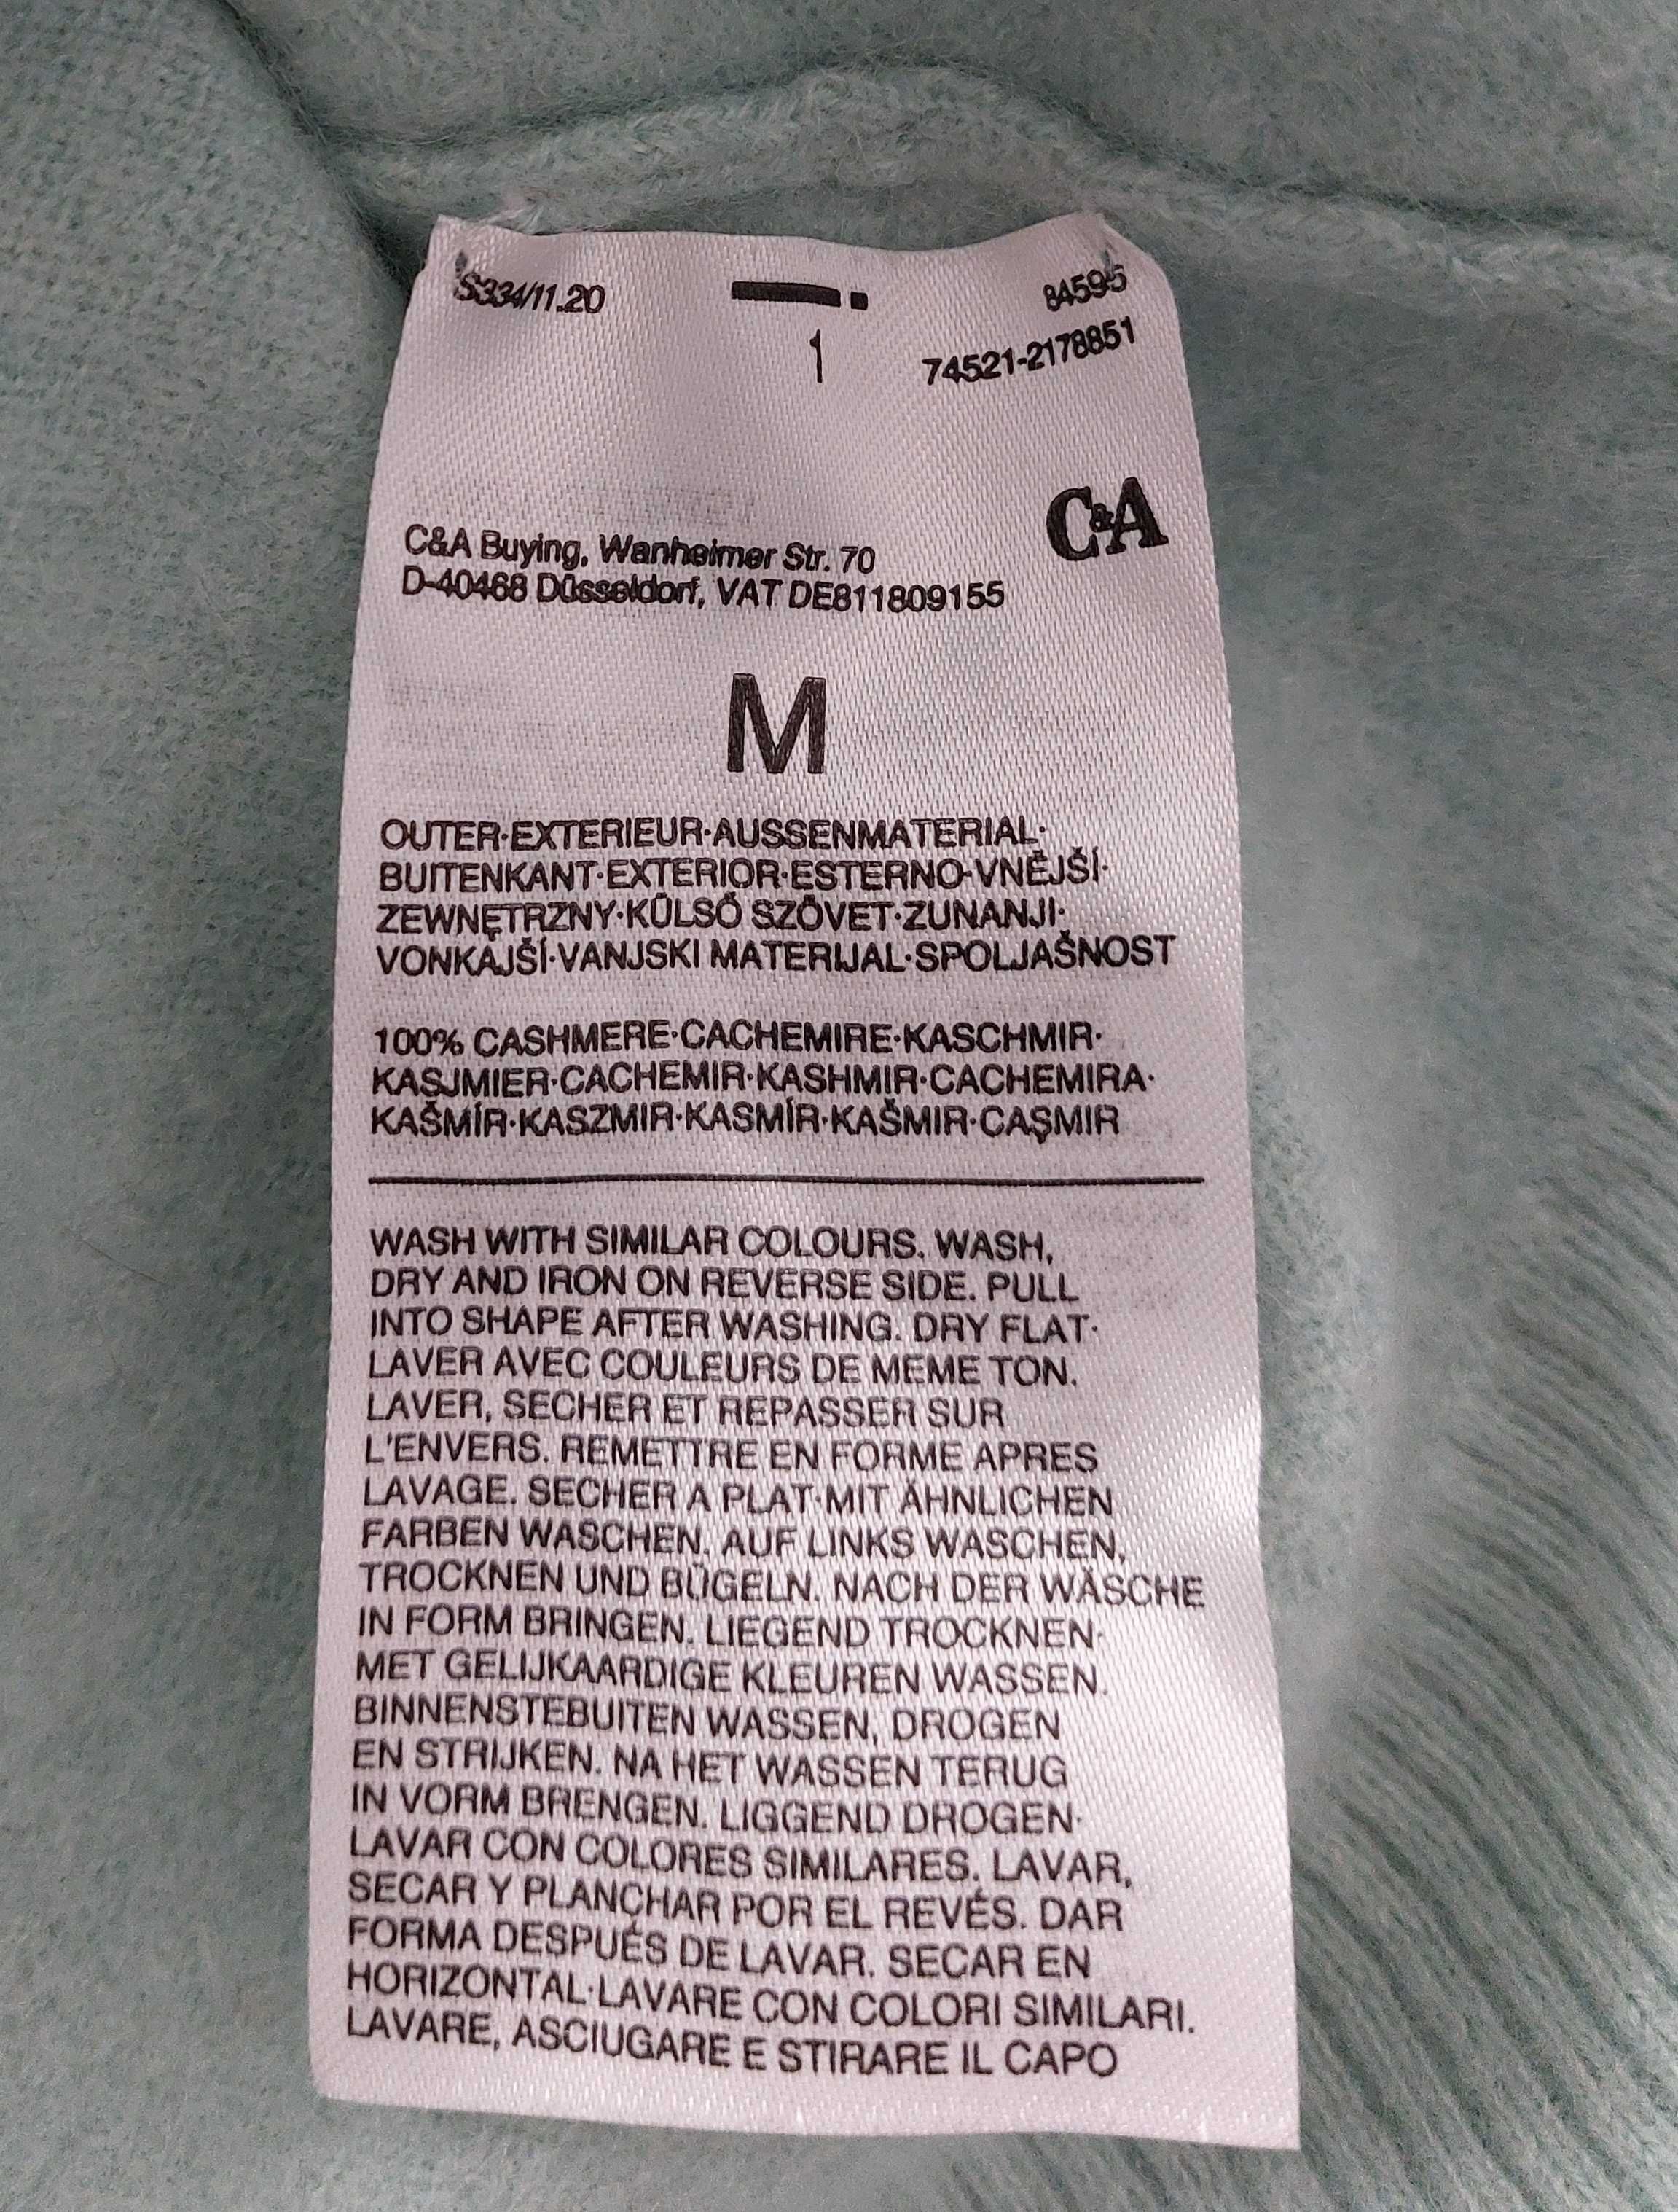 S334/11.20
84595
1
74521-2178851
C&A
C&A Buying, Wanheimer Str. 70
D-40468 Düsseldorf, VAT DE811809155
M
OUTER·EXTERIEUR·AUSSENMATERIAL·
BUITENKANT·EXTERIOR·ESTERNO·VNĚJŠÍ·
ZEWNĘTRZNY·KÜLSŐ SZÖVET·ZUNANJI·
VONKAJŠÍ·VANJSKI MATERIJAL·SPOLJAŠNOST
100% CASHMERE·CACHEMIRE·KASCHMIR·
KASJMIER·CACHEMIR·KASHMIR·CACHEMIRA·
KAŠMÍR·KASZMIR·KASMÍR·KAŠMIR·CAŞMIR
WASH WITH SIMILAR COLOURS. WASH,
DRY AND IRON ON REVERSE SIDE. PULL
INTO SHAPE AFTER WASHING. DRY FLAT·
LAVER AVEC COULEURS DE MEME TON.
LAVER, SECHER ET REPASSER SUR
L'ENVERS. REMETTRE EN FORME APRES
LAVAGE. SECHER A PLAT·MIT ÄHNLICHEN
FARBEN WASCHEN. AUF LINKS WASCHEN,
TROCKNEN UND BÜGELN. NACH DER WÄSCHE
IN FORM BRINGEN. LIEGEND TROCKNEN·
MET GELIJKAARDIGE KLEUREN WASSEN.
BINNENSTEBUITEN WASSEN, DROGEN
EN STRIJKEN. NA HET WASSEN TERUG
IN VORM BRENGEN. LIGGEND DROGEN·
LAVAR CON COLORES SIMILARES. LAVAR,
SECAR Y PLANCHAR POR EL REVÉS. DAR
FORMA DESPUÉS DE LAVAR. SECAR EN
HORIZONTAL·LAVARE CON COLORI SIMILARI.
LAVARE, ASCIUGARE E STIRARE IL CAPO